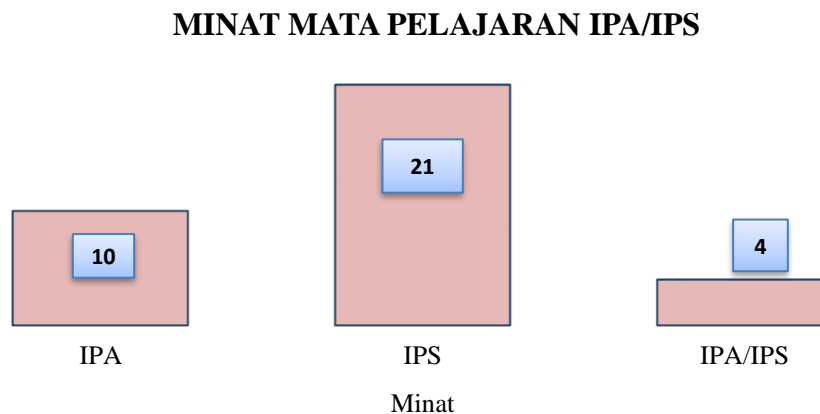 MINAT MATA PELAJARAN IPA/IPS
21
10
4
IPA
IPS
IPA/IPS
Minat